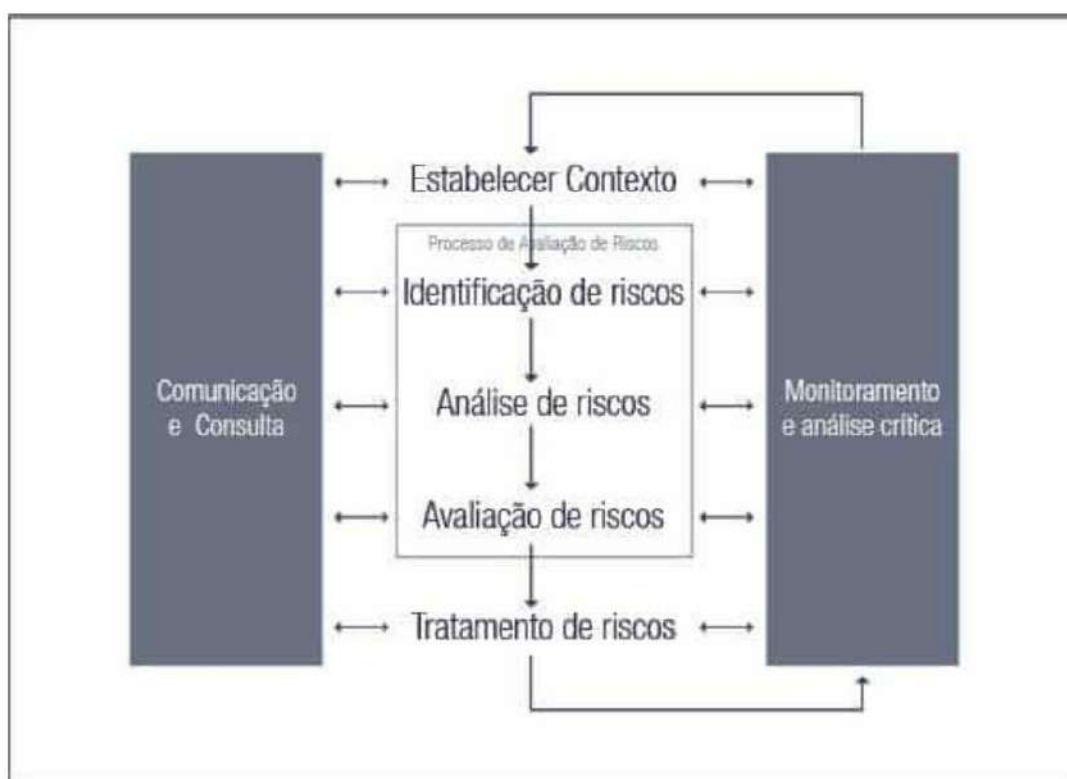 Estabelecer Contexto
Processo de Avaliação de Riscos
Identificação de riscos
Análise de riscos
Avaliação de riscos
Tratamento de riscos
Comunicação
e Consulta
Monitoramento
e análise crítica